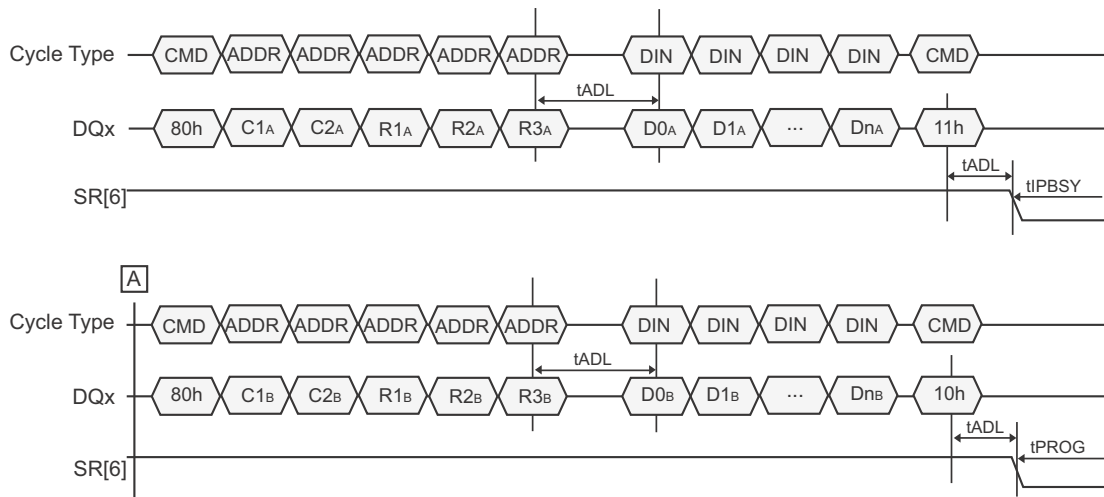 Cycle Type CMD ADDR ADDR ADDR ADDR ADDR DIN DIN DIN DIN CMD
tADL
DQx 80h C1A C2A R1A R2A R3A D0A D1A ... DnA 11h
tADL
SR[6] tIPBSY
A
Cycle Type CMD ADDR ADDR ADDR ADDR ADDR DIN DIN DIN DIN CMD
tADL
DQx 80h C1B C2B R1B R2B R3B D0B D1B ... DnB 10h
tADL
SR[6] tPROG